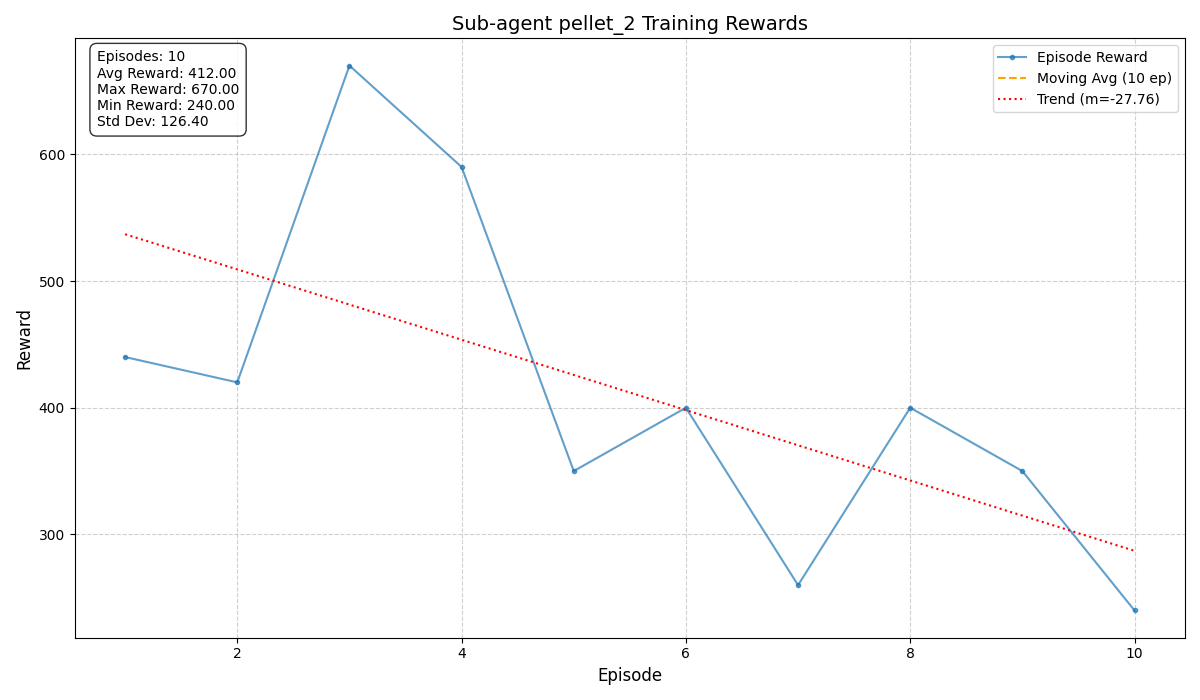 Sub-agent pellet_2 Training Rewards
Episodes: 10
Avg Reward: 412.00
Max Reward: 670.00
Min Reward: 240.00
Std Dev: 126.40
Episode Reward
Moving Avg (10 ep)
Trend (m=-27.76)
Reward
600
500
400
300
2
4
6
8
10
Episode